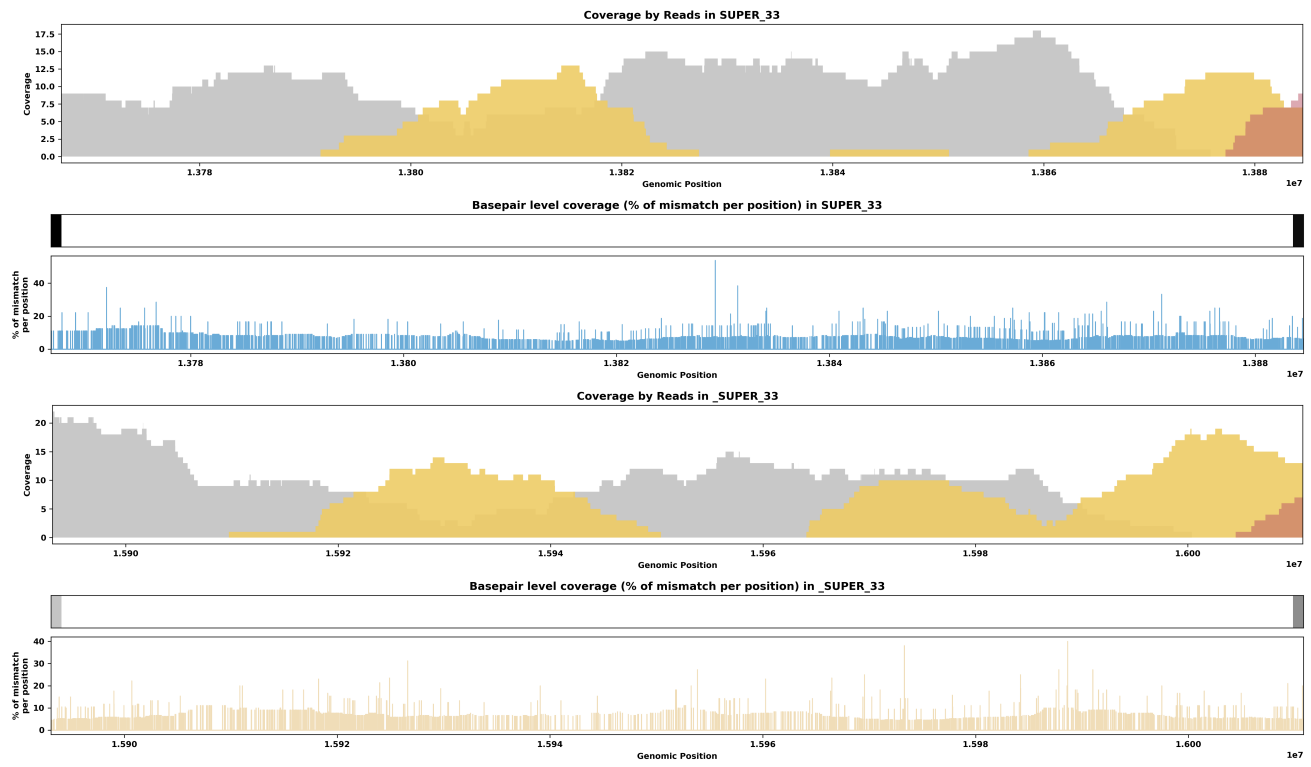 Coverage by Reads in SUPER_33
Coverage
17.5
15.0
12.5
10.0
7.5
5.0
2.5
0.0
1.378 1.380 1.382 1.384 1.386 1.388
Genomic Position
1e7
Basepair level coverage (% of mismatch per position) in SUPER_33
% of mismatch
per position
40
20
0
1.378 1.380 1.382 1.384 1.386 1.388
Genomic Position
1e7
Coverage by Reads in _SUPER_33
Coverage
20
15
10
5
0
1.590 1.592 1.594 1.596 1.598 1.600
Genomic Position
1e7
Basepair level coverage (% of mismatch per position) in _SUPER_33
% of mismatch
per position
40
30
20
10
0
1.590 1.592 1.594 1.596 1.598 1.600
Genomic Position
1e7